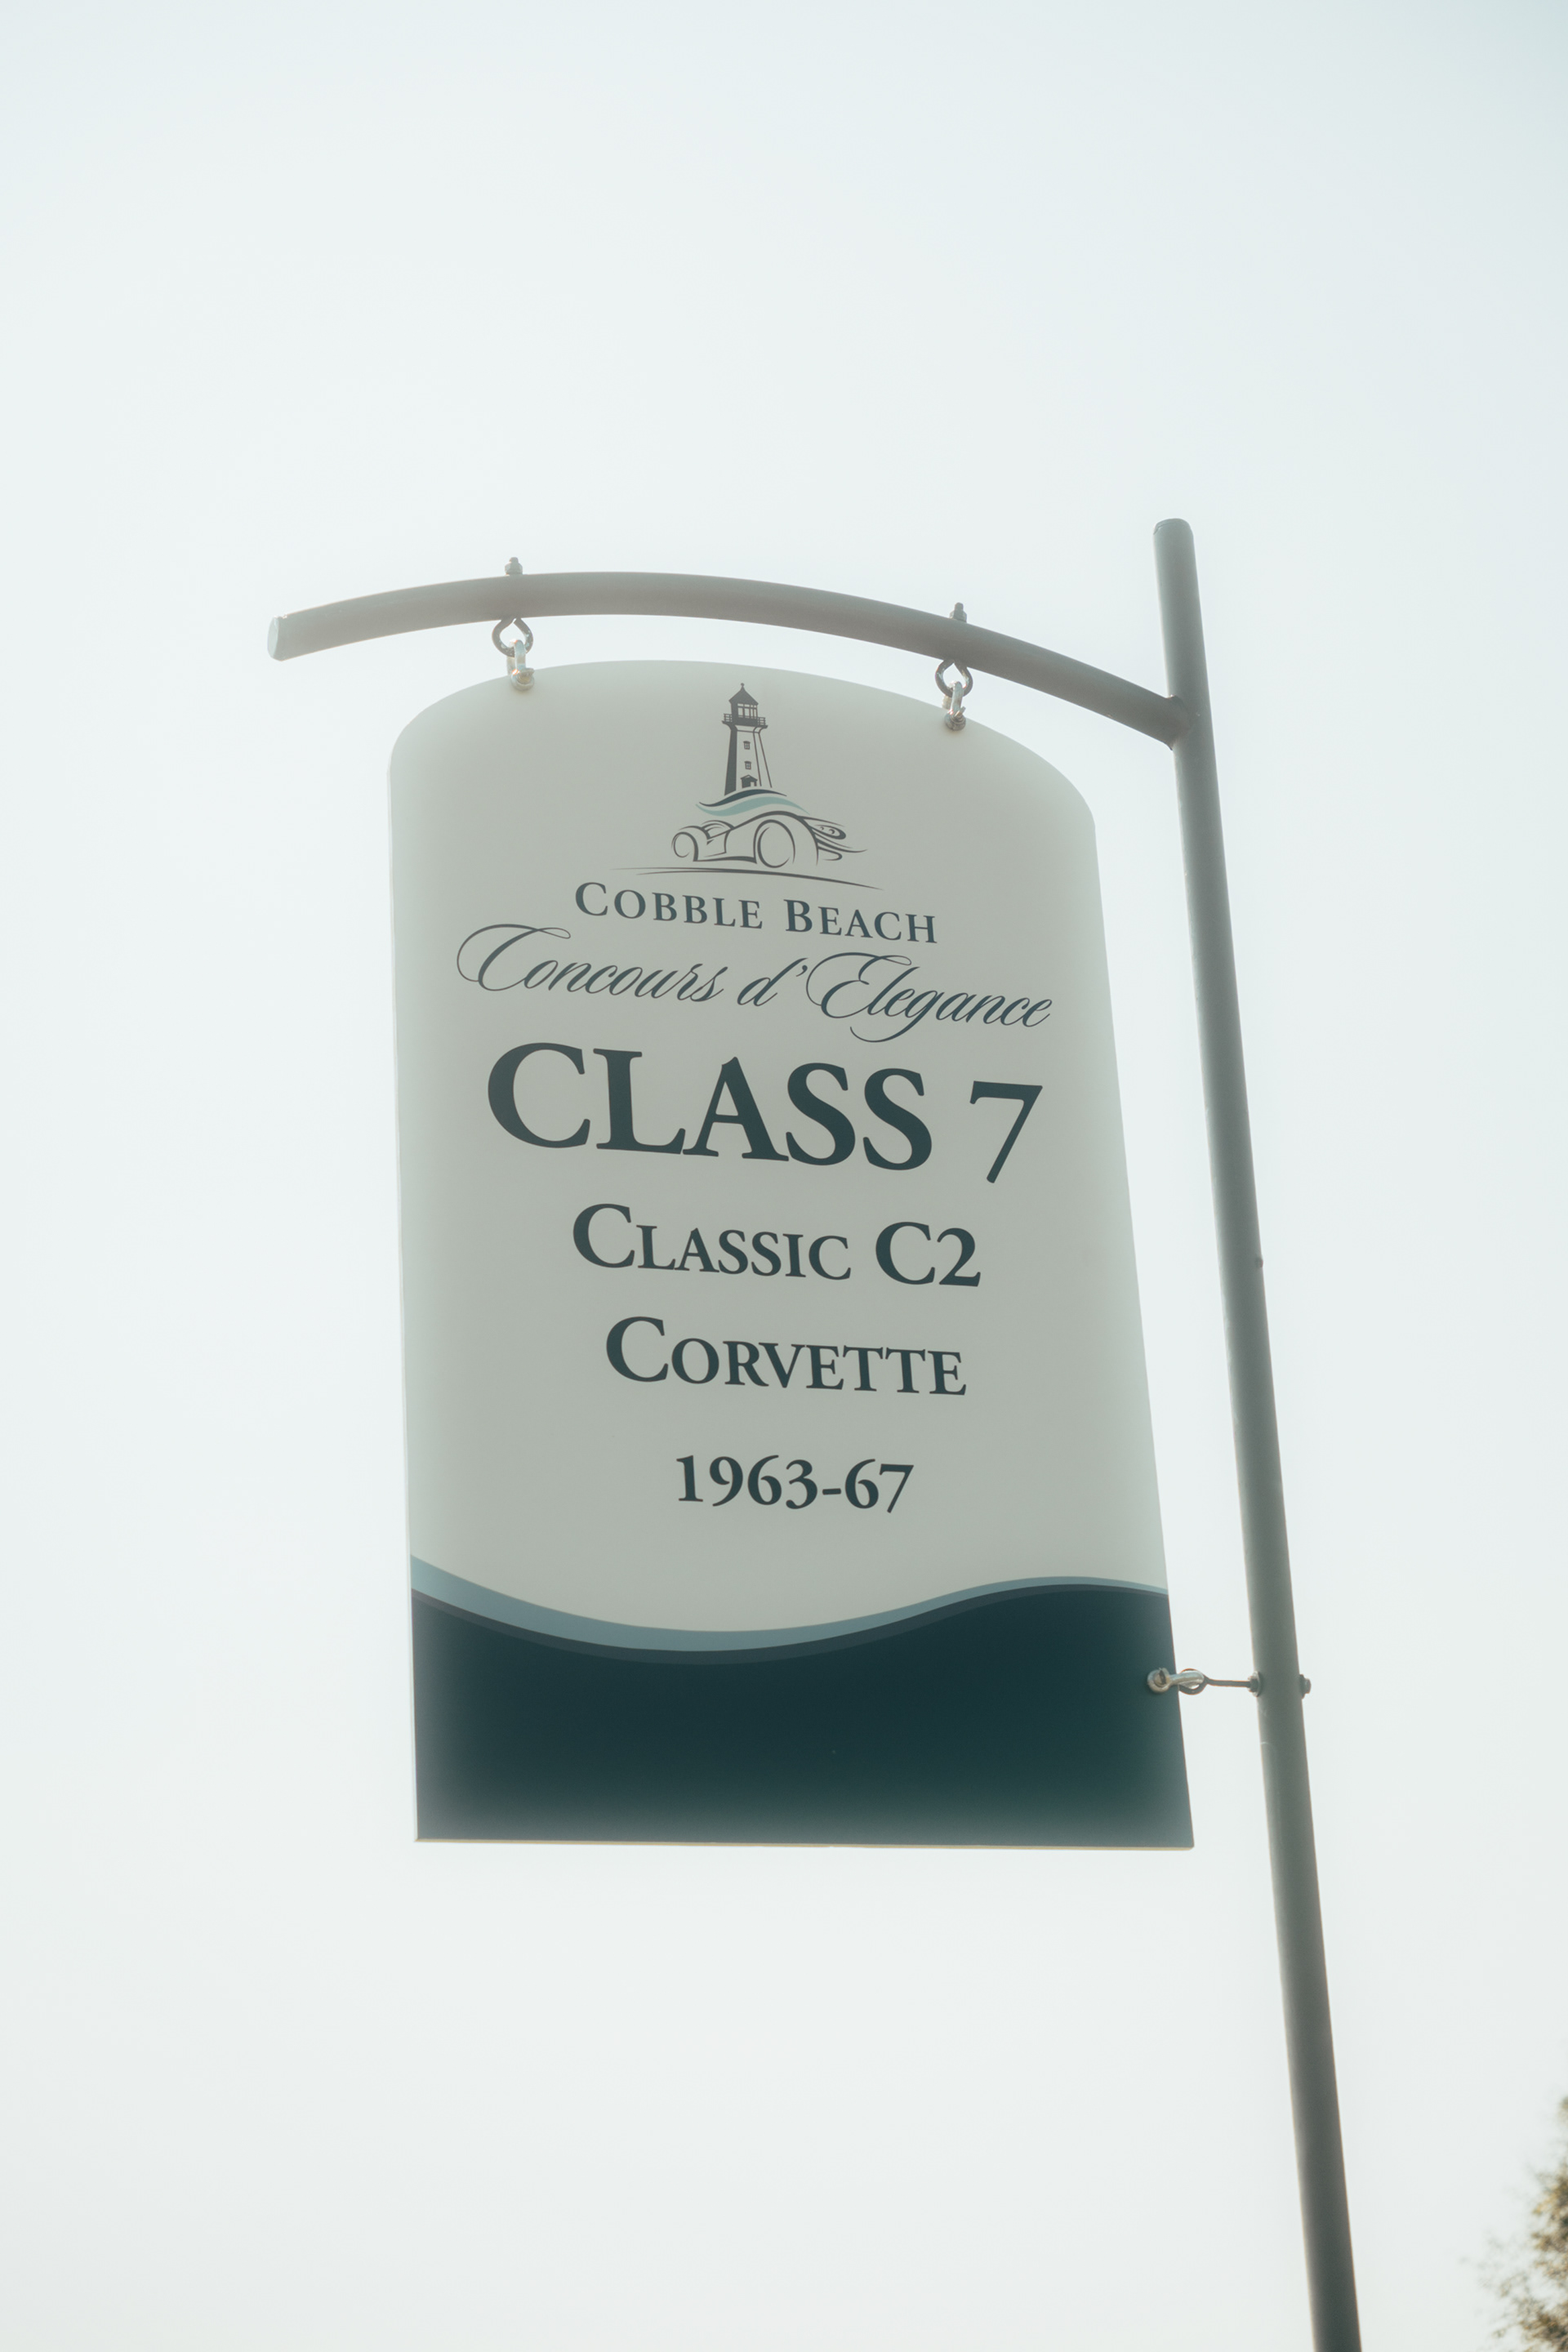 COBBLE BEACH
Concours d'Elegance
CLASS 7
CLASSIC C2
CORVETTE
1963-67